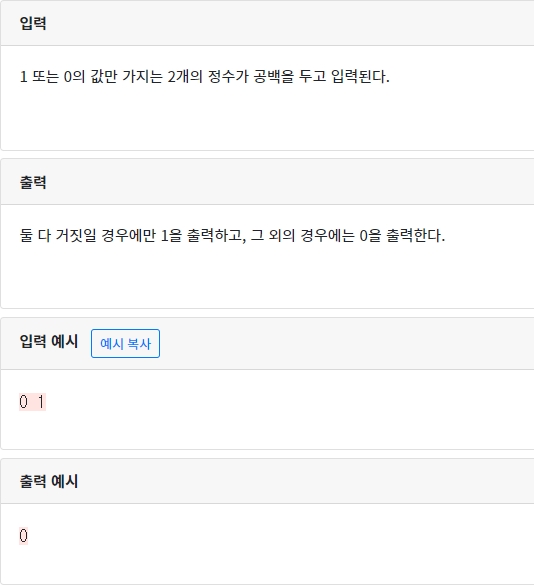 입력
1 또는 0의 값만 가지는 2개의 정수가 공백을 두고 입력된다.
출력
둘 다 거짓일 경우에만 1을 출력하고, 그 외의 경우에는 0을 출력한다.
입력 예시 예시 복사
0 1
출력 예시
0